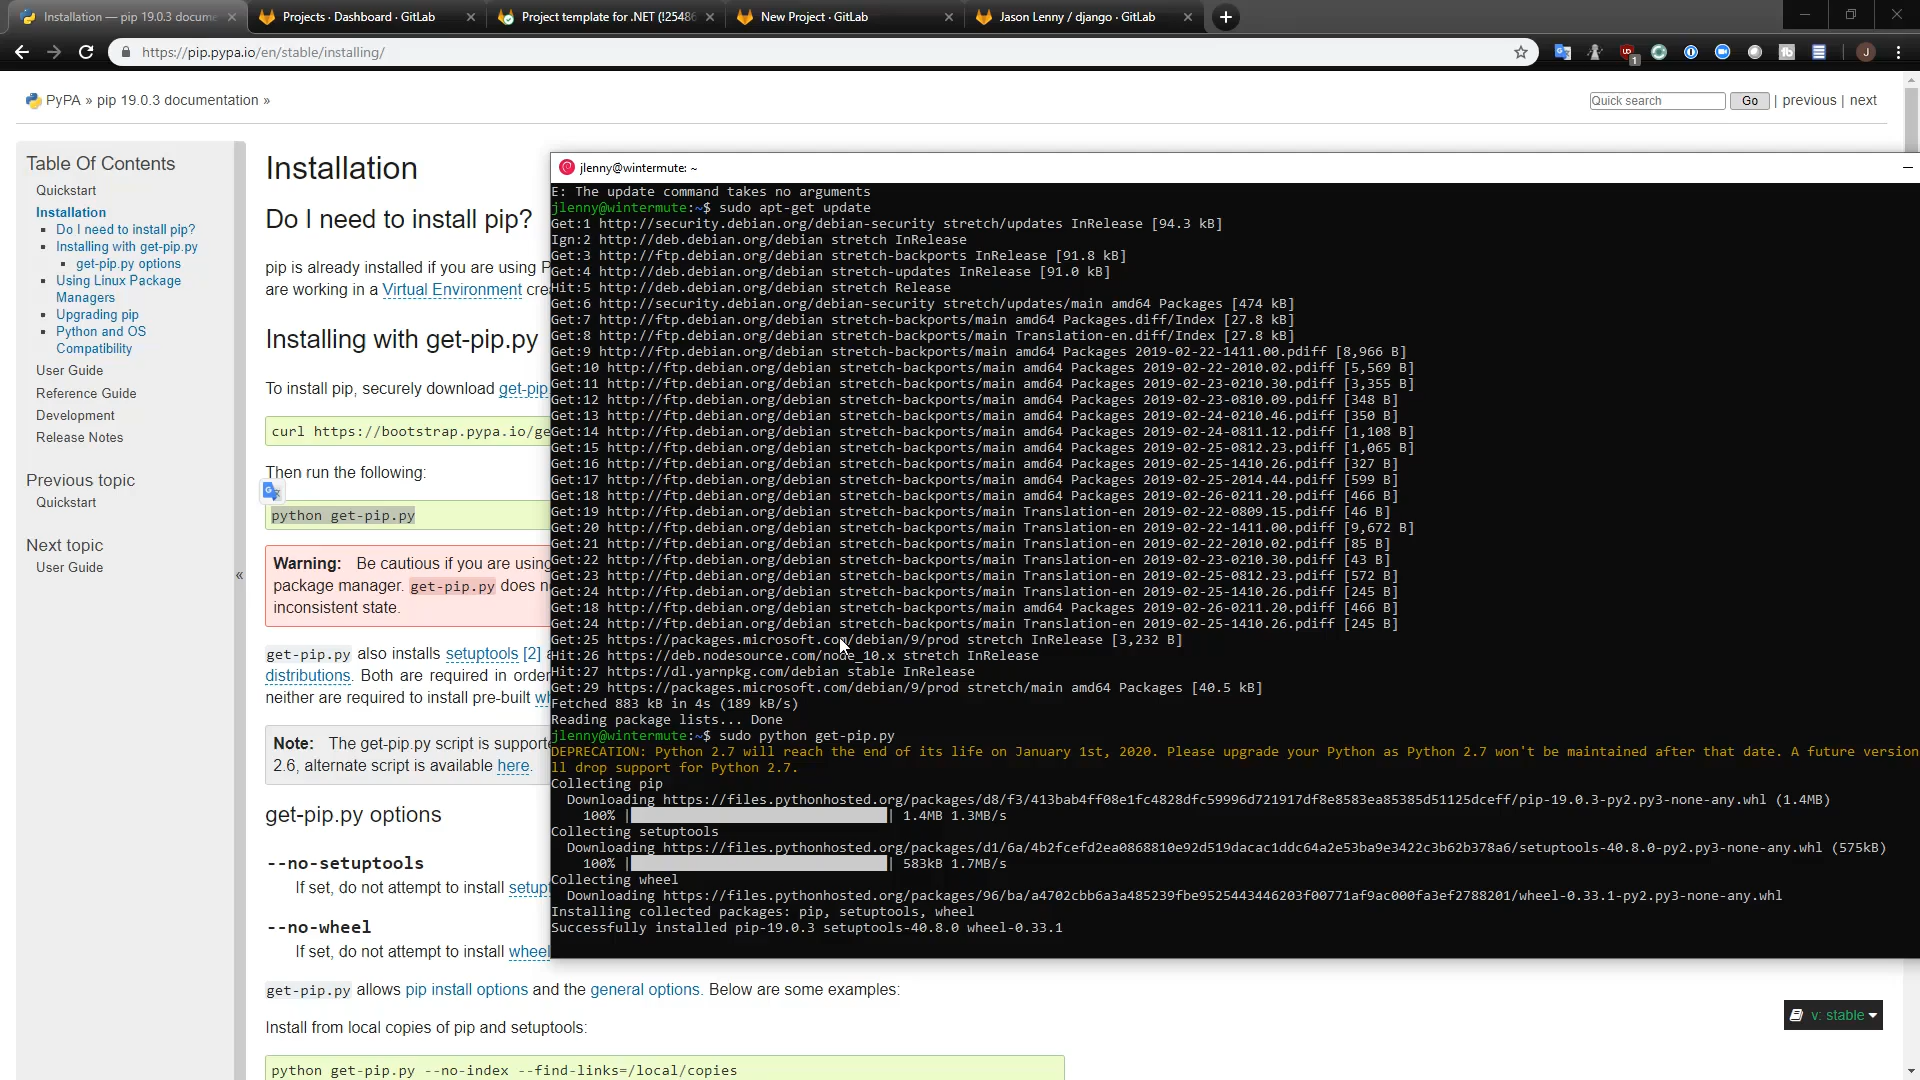 Installation — pip 19.0.3 docume
Projects · Dashboard · GitLab
Project template for .NET (!25486
New Project · GitLab
Jason Lenny / django · GitLab
https://pip.pypa.io/en/stable/installing/
1
J
PyPA » pip 19.0.3 documentation »
Quick search
Go
| previous | next
Table Of Contents
Quickstart
Installation
Do I need to install pip?
Installing with get-pip.py
get-pip.py options
Using Linux Package
Managers
Upgrading pip
Python and OS
Compatibility
User Guide
Reference Guide
Development
Release Notes
Previous topic
Quickstart
Next topic
User Guide
«
Installation
Do I need to install pip?
pip is already installed if you are using P
are working in a Virtual Environment cre
Installing with get-pip.py
To install pip, securely download get-pip
curl https://bootstrap.pypa.io/ge
Then run the following:
python get-pip.py
Warning: Be cautious if you are using
package manager. get-pip.py does n
inconsistent state.
get-pip.py also installs setuptools [2] a
distributions. Both are required in order
neither are required to install pre-built wh
Note: The get-pip.py script is supporte
2.6, alternate script is available here.
get-pip.py options
--no-setuptools
If set, do not attempt to install setupt
--no-wheel
If set, do not attempt to install wheel
get-pip.py allows pip install options and the general options. Below are some examples:
Install from local copies of pip and setuptools:
python get-pip.py --no-index --find-links=/local/copies
v: stable
jlenny@wintermute: ~
E: The update command takes no arguments
jlenny@wintermute:~$ sudo apt-get update
Get:1 http://security.debian.org/debian-security stretch/updates InRelease [94.3 kB]
Ign:2 http://deb.debian.org/debian stretch InRelease
Get:3 http://ftp.debian.org/debian stretch-backports InRelease [91.8 kB]
Get:4 http://deb.debian.org/debian stretch-updates InRelease [91.0 kB]
Hit:5 http://deb.debian.org/debian stretch Release
Get:6 http://security.debian.org/debian-security stretch/updates/main amd64 Packages [474 kB]
Get:7 http://ftp.debian.org/debian stretch-backports/main amd64 Packages.diff/Index [27.8 kB]
Get:8 http://ftp.debian.org/debian stretch-backports/main Translation-en.diff/Index [27.8 kB]
Get:9 http://ftp.debian.org/debian stretch-backports/main amd64 Packages 2019-02-22-1411.00.pdiff [8,966 B]
Get:10 http://ftp.debian.org/debian stretch-backports/main amd64 Packages 2019-02-22-2010.02.pdiff [5,569 B]
Get:11 http://ftp.debian.org/debian stretch-backports/main amd64 Packages 2019-02-23-0210.30.pdiff [3,355 B]
Get:12 http://ftp.debian.org/debian stretch-backports/main amd64 Packages 2019-02-23-0810.09.pdiff [348 B]
Get:13 http://ftp.debian.org/debian stretch-backports/main amd64 Packages 2019-02-24-0210.46.pdiff [350 B]
Get:14 http://ftp.debian.org/debian stretch-backports/main amd64 Packages 2019-02-24-0811.12.pdiff [1,108 B]
Get:15 http://ftp.debian.org/debian stretch-backports/main amd64 Packages 2019-02-25-0812.23.pdiff [1,065 B]
Get:16 http://ftp.debian.org/debian stretch-backports/main amd64 Packages 2019-02-25-1410.26.pdiff [327 B]
Get:17 http://ftp.debian.org/debian stretch-backports/main amd64 Packages 2019-02-25-2014.44.pdiff [599 B]
Get:18 http://ftp.debian.org/debian stretch-backports/main amd64 Packages 2019-02-26-0211.20.pdiff [466 B]
Get:19 http://ftp.debian.org/debian stretch-backports/main Translation-en 2019-02-22-0809.15.pdiff [46 B]
Get:20 http://ftp.debian.org/debian stretch-backports/main Translation-en 2019-02-22-1411.00.pdiff [9,672 B]
Get:21 http://ftp.debian.org/debian stretch-backports/main Translation-en 2019-02-22-2010.02.pdiff [85 B]
Get:22 http://ftp.debian.org/debian stretch-backports/main Translation-en 2019-02-23-0210.30.pdiff [43 B]
Get:23 http://ftp.debian.org/debian stretch-backports/main Translation-en 2019-02-25-0812.23.pdiff [572 B]
Get:24 http://ftp.debian.org/debian stretch-backports/main Translation-en 2019-02-25-1410.26.pdiff [245 B]
Get:18 http://ftp.debian.org/debian stretch-backports/main amd64 Packages 2019-02-26-0211.20.pdiff [466 B]
Get:24 http://ftp.debian.org/debian stretch-backports/main Translation-en 2019-02-25-1410.26.pdiff [245 B]
Get:25 https://packages.microsoft.com/debian/9/prod stretch InRelease [3,232 B]
Hit:26 https://deb.nodesource.com/node_10.x stretch InRelease
Hit:27 https://dl.yarnpkg.com/debian stable InRelease
Get:29 https://packages.microsoft.com/debian/9/prod stretch/main amd64 Packages [40.5 kB]
Fetched 883 kB in 4s (189 kB/s)
Reading package lists... Done
jlenny@wintermute:~$ sudo python get-pip.py
DEPRECATION: Python 2.7 will reach the end of its life on January 1st, 2020. Please upgrade your Python as Python 2.7 won't be maintained after that date. A future version
ll drop support for Python 2.7.
Collecting pip
Downloading https://files.pythonhosted.org/packages/d8/f3/413bab4ff08e1fc4828dfc59996d721917df8e8583ea85385d51125dceff/pip-19.0.3-py2.py3-none-any.whl (1.4MB)
100% | | 1.4MB 1.3MB/s
Collecting setuptools
Downloading https://files.pythonhosted.org/packages/d1/6a/4b2fcefd2ea0868810e92d519dacac1ddc64a2e53ba9e3422c3b62b378a6/setuptools-40.8.0-py2.py3-none-any.whl (575kB)
100% | | 583kB 1.7MB/s
Collecting wheel
Downloading https://files.pythonhosted.org/packages/96/ba/a4702cbb6a3a485239fbe9525443446203f00771af9ac000fa3ef2788201/wheel-0.33.1-py2.py3-none-any.whl
Installing collected packages: pip, setuptools, wheel
Successfully installed pip-19.0.3 setuptools-40.8.0 wheel-0.33.1